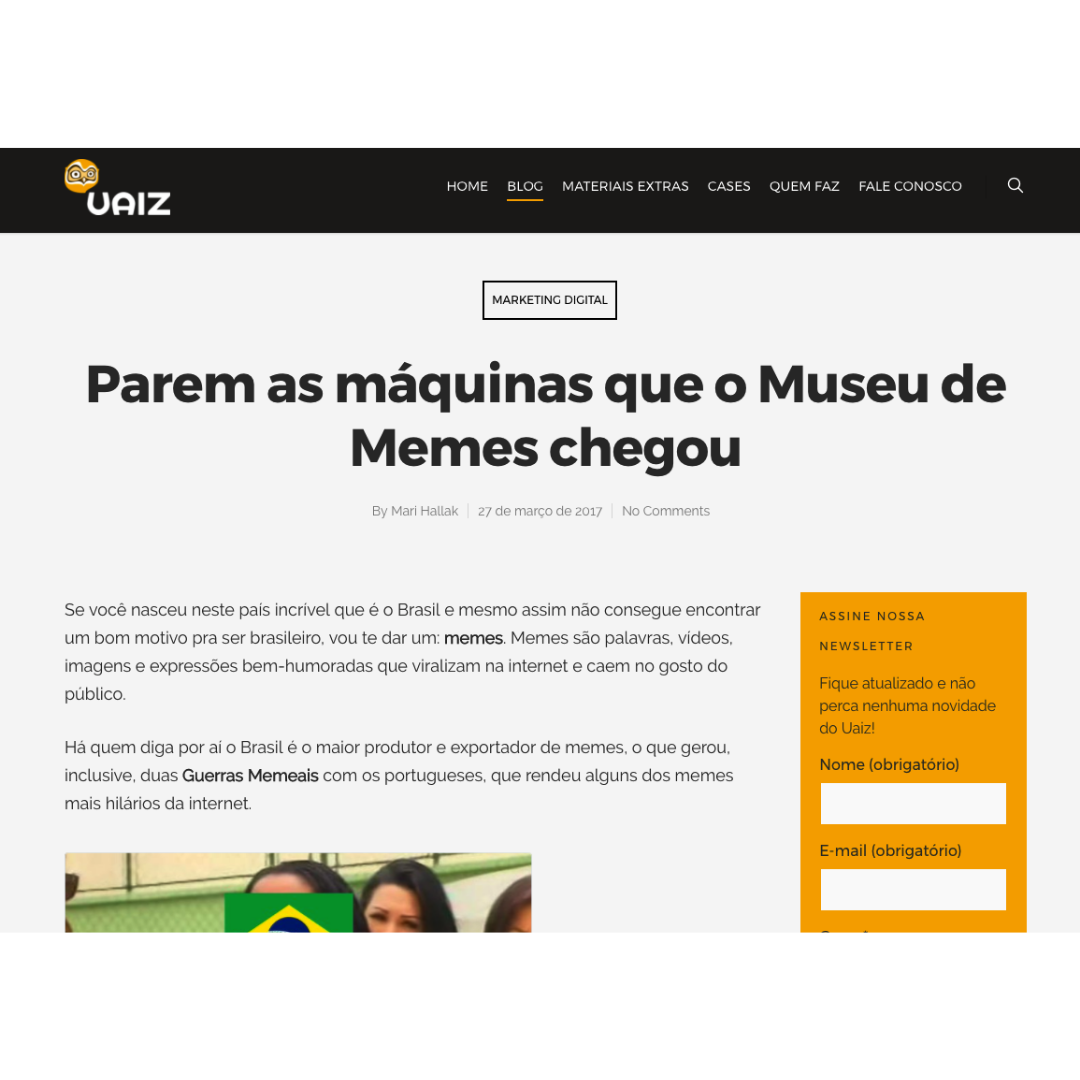 UAIZ
HOME BLOG MATERIAIS EXTRAS CASES QUEM FAZ FALE CONOSCO
MARKETING DIGITAL
Parem as máquinas que o Museu de
Memes chegou
By Mari Hallak | 27 de março de 2017 | No Comments
Se você nasceu neste país incrível que é o Brasil e mesmo assim não consegue encontrar
um bom motivo pra ser brasileiro, vou te dar um: memes. Memes são palavras, vídeos,
imagens e expressões bem-humoradas que viralizam na internet e caem no gosto do
público.
Há quem diga por aí o Brasil é o maior produtor e exportador de memes, o que gerou,
inclusive, duas Guerras Memeais com os portugueses, que rendeu alguns dos memes
mais hilários da internet.
ASSINE NOSSA
NEWSLETTER
Fique atualizado e não
perca nenhuma novidade
do Uaiz!
Nome (obrigatório)
E-mail (obrigatório)